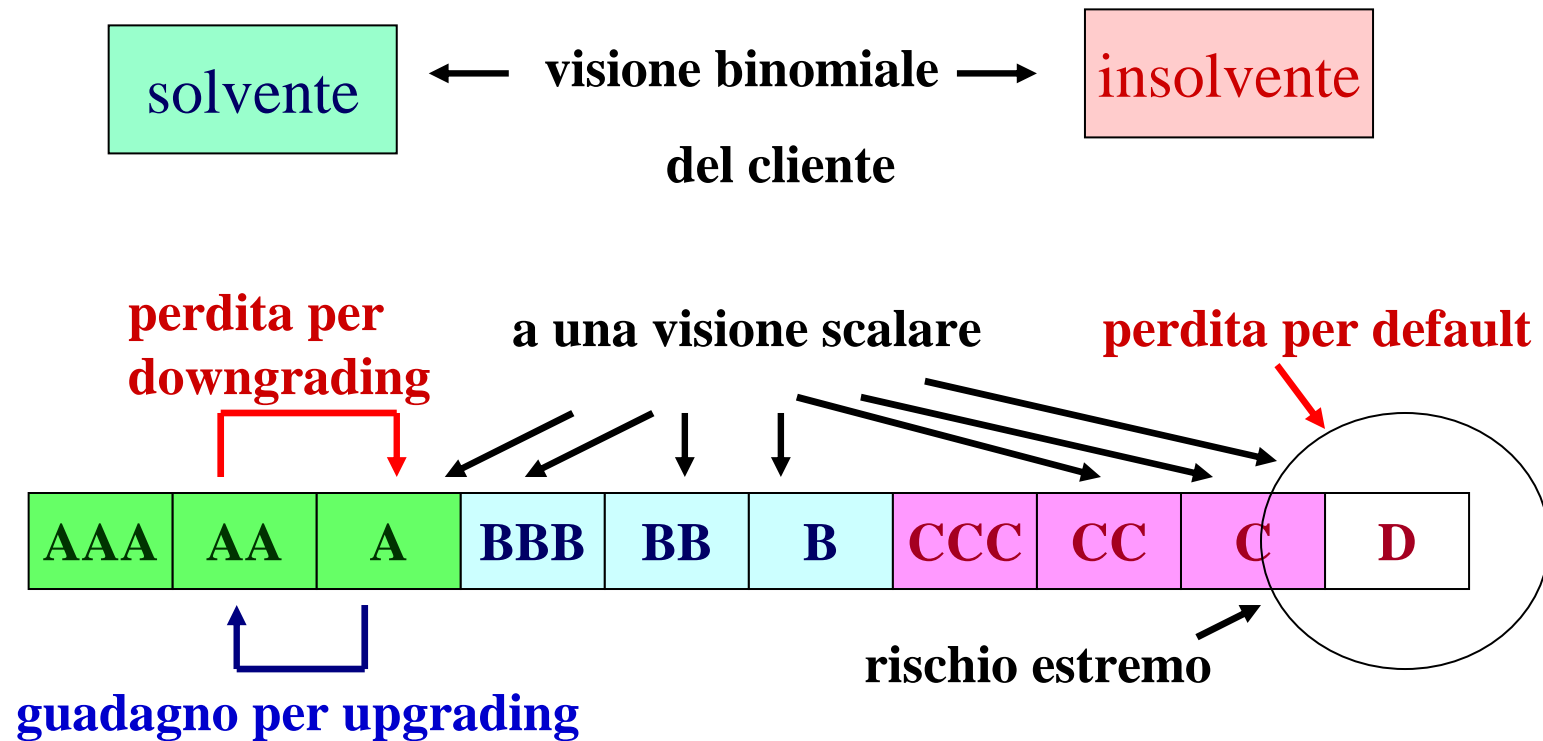 solvente
visione binomiale
insolvente
del cliente
perdita per
downgrading
a una visione scalare
perdita per default
AAA AA A BBB BB B CCC CC C D
rischio estremo
guadagno per upgrading